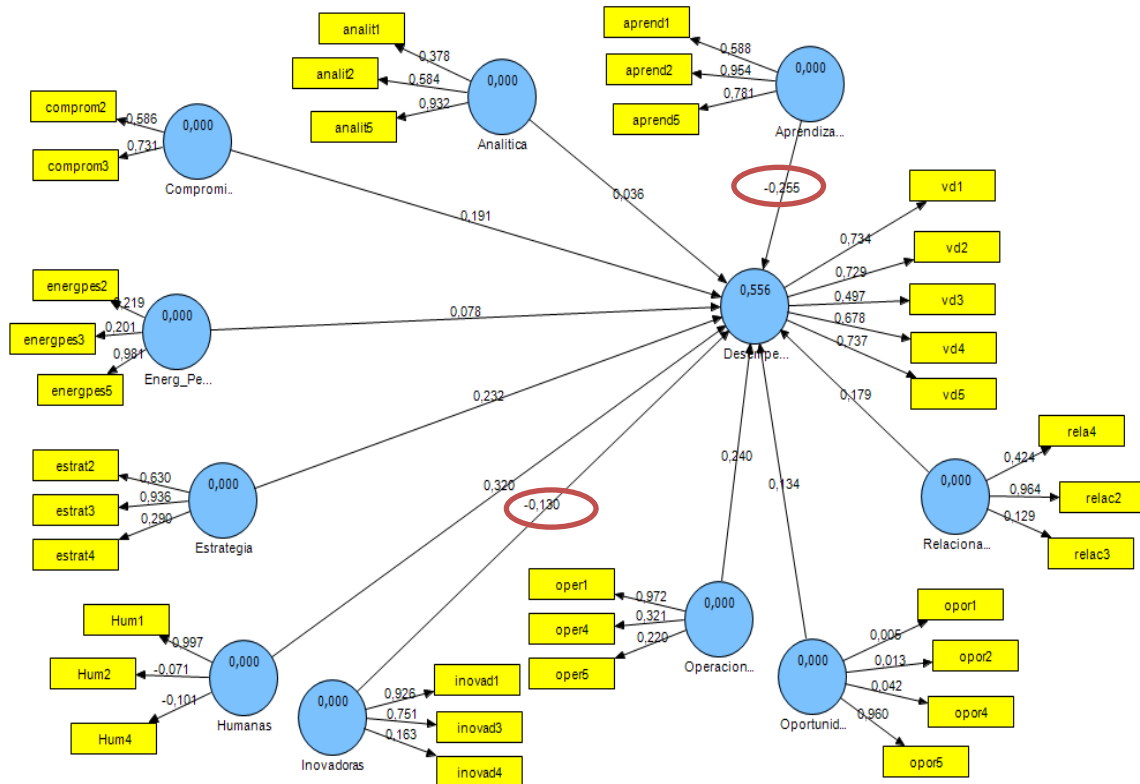 analit1
0,378
analit2
0,584
analit5
0,932
0,000
Analitica
aprend1
0,588
aprend2
0,954
aprend5
0,781
0,000
Aprendiza...
comprom2
0,586
comprom3
0,731
0,000
Compromi..
0,191
0,036
-0,255
energpes2
0,219
energpes3
0,201
energpes5
0,981
0,000
Energ_Pe...
0,078
0,556
Desempe...
0,734
vd1
0,729
vd2
0,497
vd3
0,678
vd4
0,737
vd5
estrat2
0,630
estrat3
0,936
estrat4
0,290
0,000
Estrategia
0,232
0,320
-0,130
0,240
0,134
0,179
0,000
Relaciona...
0,424
rela4
0,964
relac2
0,129
relac3
Hum1
0,997
Hum2
-0,071
Hum4
-0,101
0,000
Humanas
0,000
Inovadoras
0,926
inovad1
0,751
inovad3
0,163
inovad4
oper1
0,972
oper4
0,321
oper5
0,220
0,000
Operacion...
0,000
Oportunid...
0,005
opor1
0,013
opor2
0,042
opor4
0,960
opor5